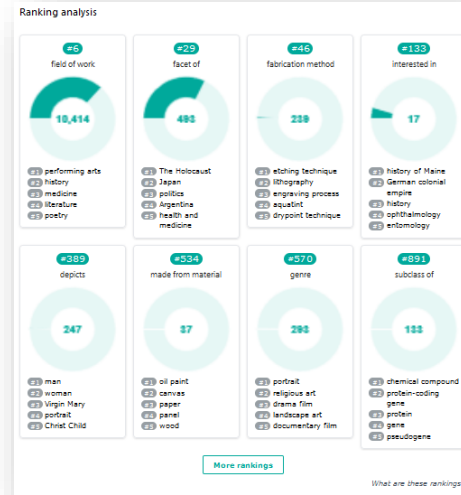 Ranking analysis
#6
field of work
10,414
#1 performing arts
#2 history
#3 medicine
#4 literature
#5 poetry
#29
facet of
493
#1 The Holocaust
#2 Japan
#3 politics
#4 Argentina
#5 health and
medicine
#46
fabrication method
239
#1 etching technique
#2 lithography
#3 engraving process
#4 aquatint
#5 drypoint technique
#133
interested in
17
#1 history of Maine
#2 German colonial
empire
#3 history
#4 ophthalmology
#5 entomology
#389
depicts
247
#1 man
#2 woman
#3 Virgin Mary
#4 portrait
#5 Christ Child
#534
made from material
37
#1 oil paint
#2 canvas
#3 paper
#4 panel
#5 wood
#570
genre
293
#1 portrait
#2 religious art
#3 drama film
#4 landscape art
#5 documentary film
#891
subclass of
133
#1 chemical compound
#2 protein-coding
gene
#3 protein
#4 gene
#5 pseudogene
More rankings
What are these rankings